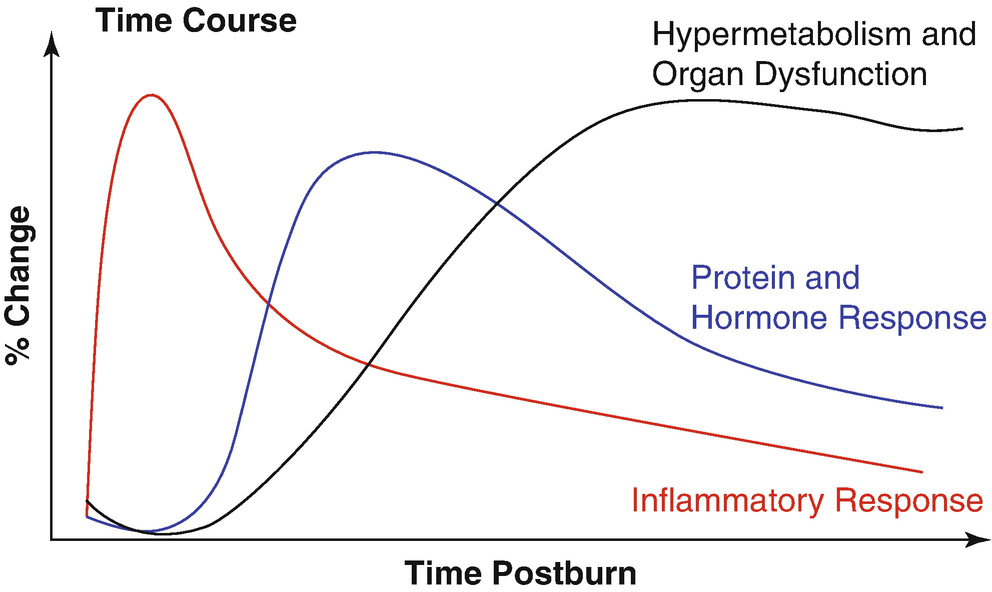 Time Course
Hypermetabolism and
Organ Dysfunction
% Change
Protein and
Hormone Response
Inflammatory Response
Time Postburn